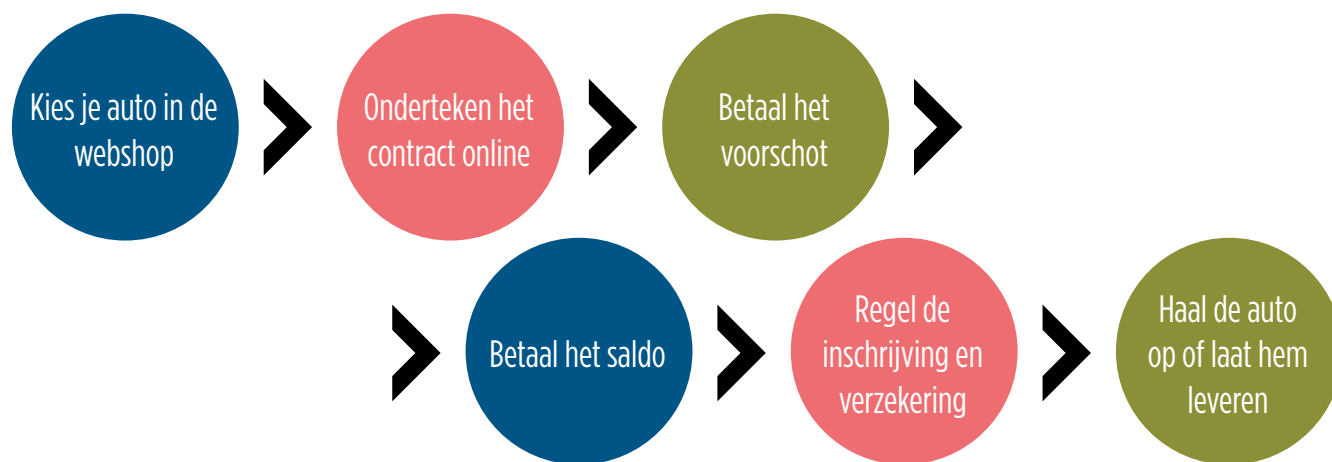 Kies je auto in de
webshop
Onderteken het
contract online
Betaal het
voorschot
Betaal het saldo
Regel de
inschrijving en
verzekering
Haal de auto
op of laat hem
leveren